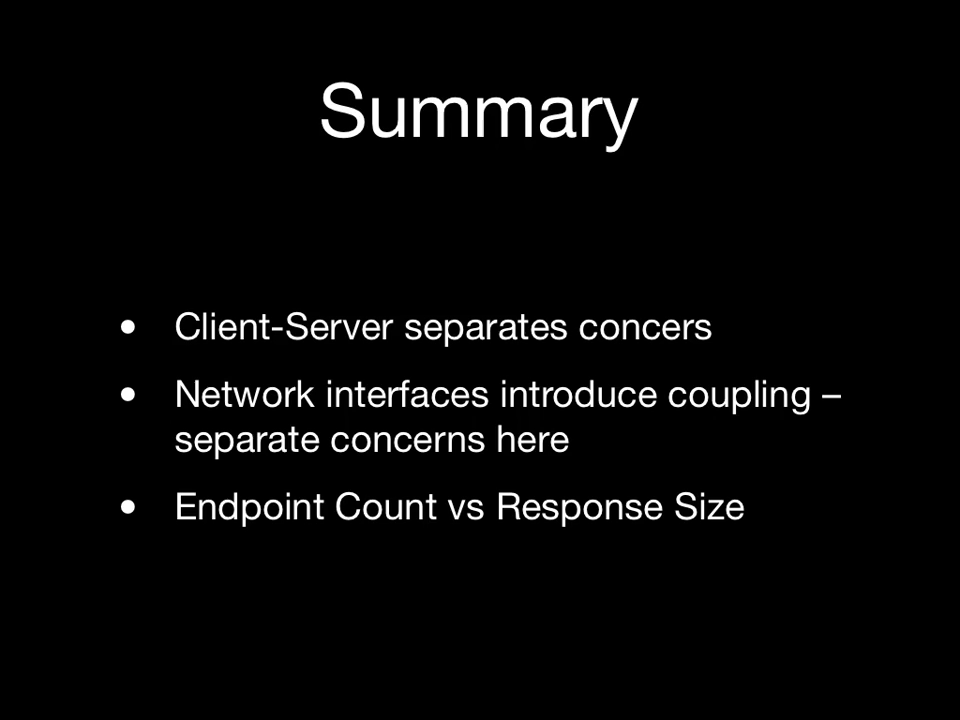 Summary
• Client-Server separates concers
• Network interfaces introduce coupling –
separate concerns here
• Endpoint Count vs Response Size